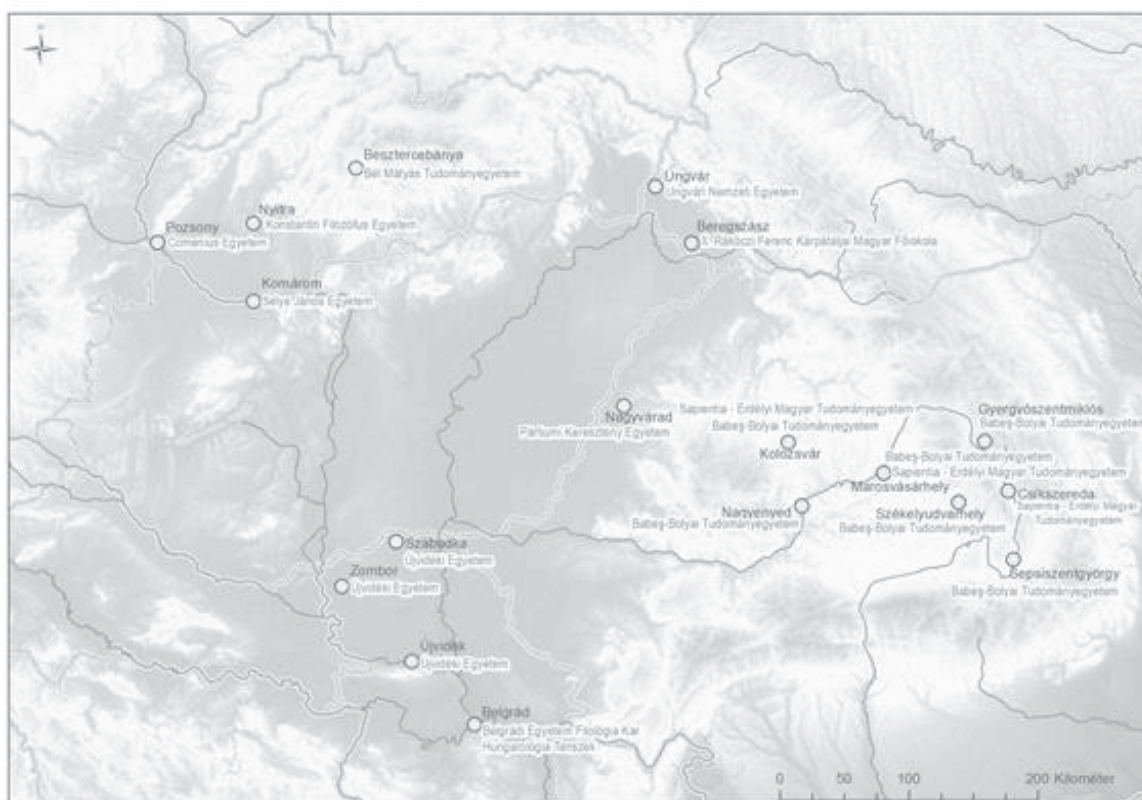 Besztercebánya
Bél Mátyás Tudományegyetem
Ungvár
Ungvári Nemzeti Egyetem
Nyitra
Konstantin Filozófus Egyetem
Pozsony
Comenius Egyetem
Beregszász
II. Rákóczi Ferenc Kárpátaljai Magyar Főiskola
Komárom
Selye János Egyetem
Nagyvárad
Partiumi Keresztény Egyetem
Sapientia - Erdélyi Magyar Tudományegyetem
Babeş-Bolyai Tudományegyetem
Kolozsvár
Gyergyószentmiklós
Babeş-Bolyai Tudományegyetem
Babeş-Bolyai Tudományegyetem
Sapientia - Erdélyi Magyar Tudományegyetem
Marosvásárhely
Csíkszereda
Sapientia - Erdélyi Magyar
Tudományegyetem
Székelyudvarhely
Babeş-Bolyai Tudományegyetem
Nagyenyed
Babeş-Bolyai Tudományegyetem
Szabadka
Újvidéki Egyetem
Zombor
Újvidéki Egyetem
Sepsiszentgyörgy
Babeş-Bolyai Tudományegyetem
Újvidék
Újvidéki Egyetem
Belgrád
Belgrádi Egyetem Filológia Kar
Hungarológia Tanszék
0 50 100 200 Kilométer